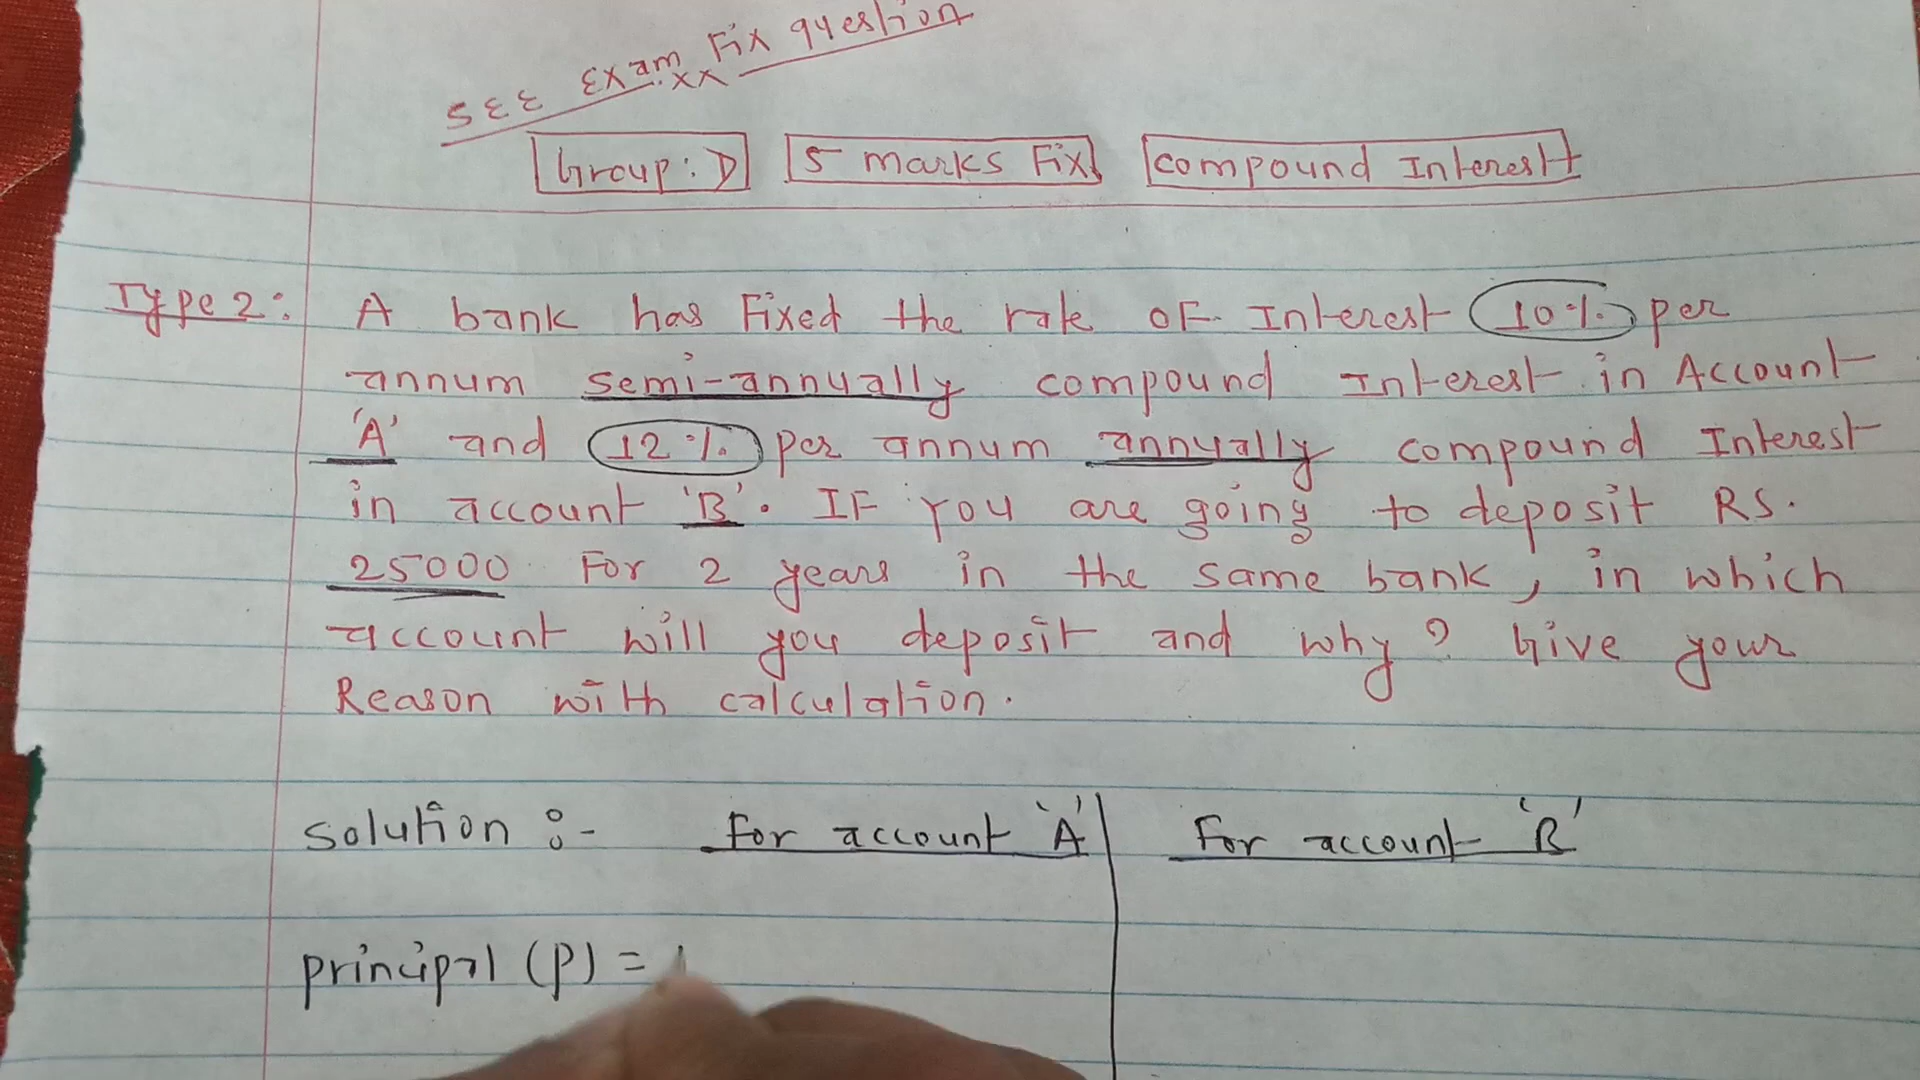 SEE Exam Fix question
xx
Group: D 5 marks Fix compound Interest
Type 2: A bank has Fixed the rate of Interest 10% per
annum semi-annually compound Interest in Account
'A' and 12% per annum annually compound Interest
in account 'B'. IF you are going to deposit RS.
25000 For 2 years in the same bank, in which
account will you deposit and why? Give your
Reason with calculation.
Solution :- For account 'A' For account 'B'
principal (P) =